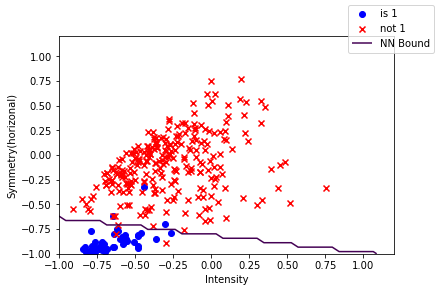 is 1
not 1
NN Bound
1.00
0.75
0.50
0.25
0.00
−0.25
−0.50
−0.75
−1.00
Symmetry(horizonal)
−1.00 −0.75 −0.50 −0.25 0.00 0.25 0.50 0.75 1.00
Intensity